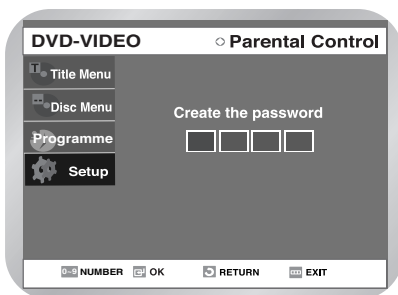 DVD-VIDEO Parental Control
T Title Menu
Disc Menu
Create the password
Programme
Setup
0~9 NUMBER OK RETURN EXIT